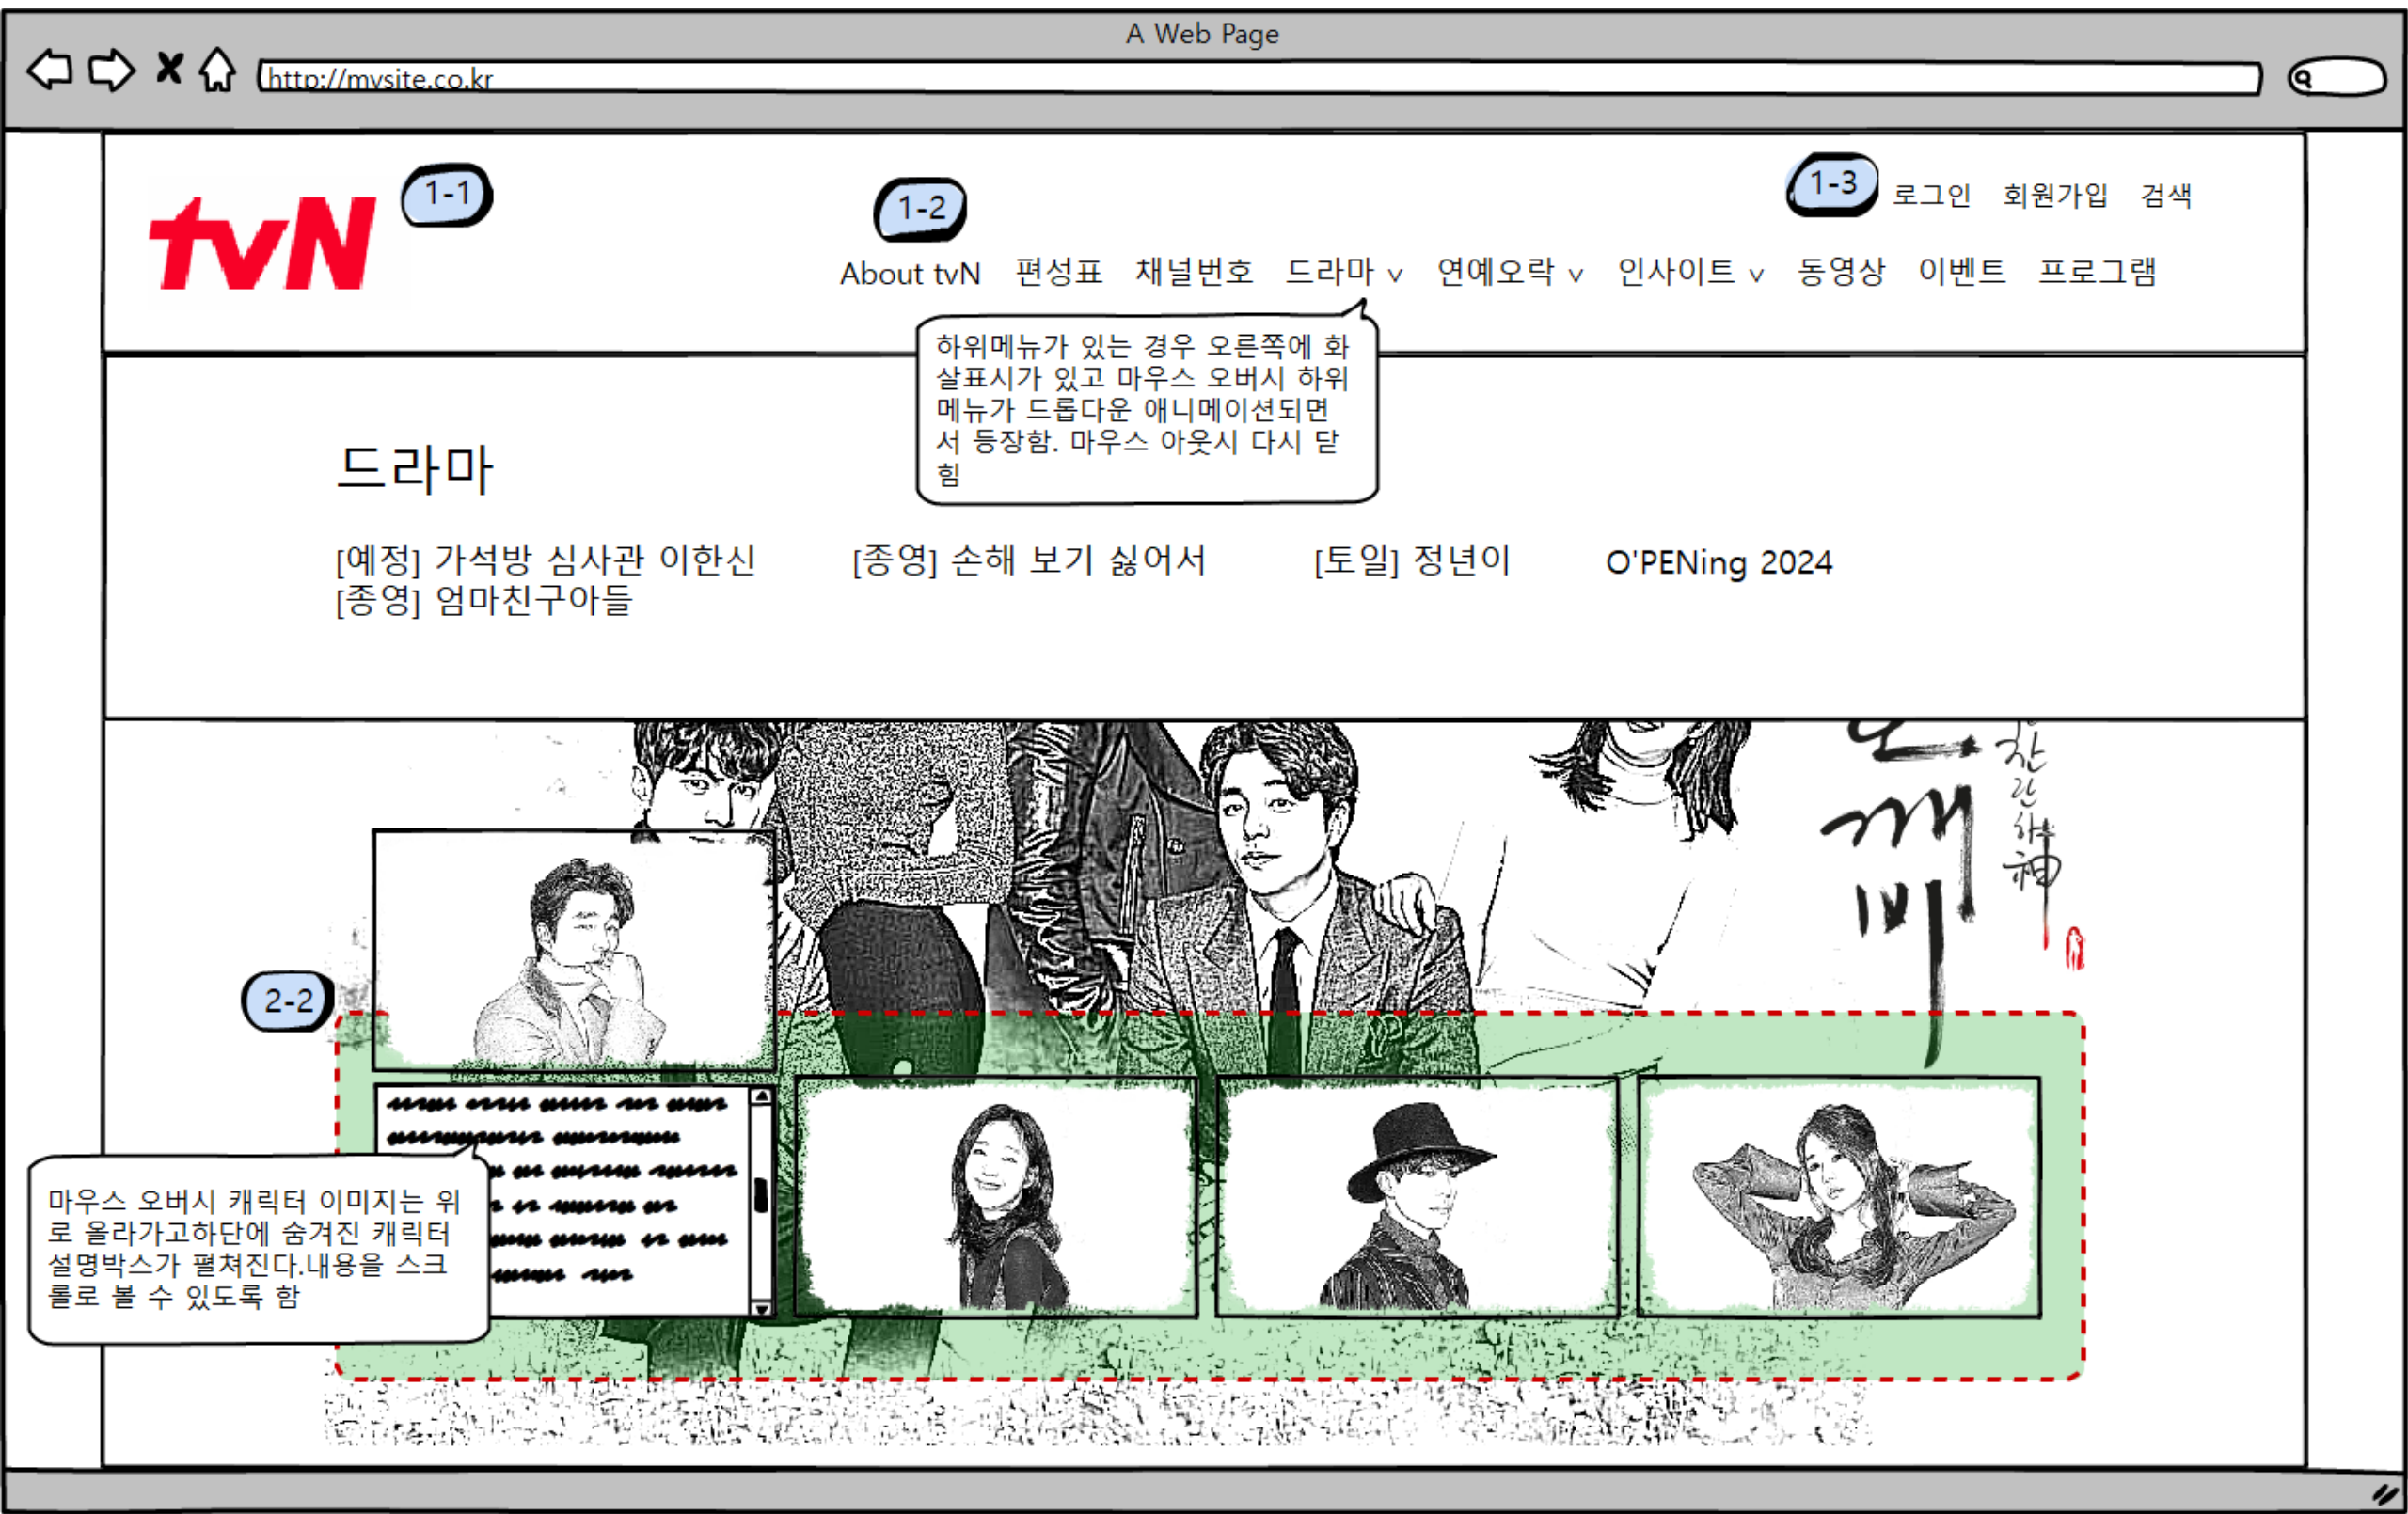 A Web Page
http://mysite.co.kr
tvN
1-1
1-2
1-3
로그인 회원가입 검색
About tvN 편성표 채널번호 드라마 v 연예오락 v 인사이트 v 동영상 이벤트 프로그램
하위메뉴가 있는 경우 오른쪽에 화
살표시가 있고 마우스 오버시 하위
메뉴가 드롭다운 애니메이션되면
서 등장함. 마우스 아웃시 다시 닫
힘
드라마
[예정] 가석방 심사관 이한신 [종영] 손해 보기 싫어서 [토일] 정년이 O'PENing 2024
[종영] 엄마친구아들
깨
비
란
하
神
2-2
마우스 오버시 캐릭터 이미지는 위
로 올라가고하단에 숨겨진 캐릭터
설명박스가 펼쳐진다.내용을 스크
롤로 볼 수 있도록 함